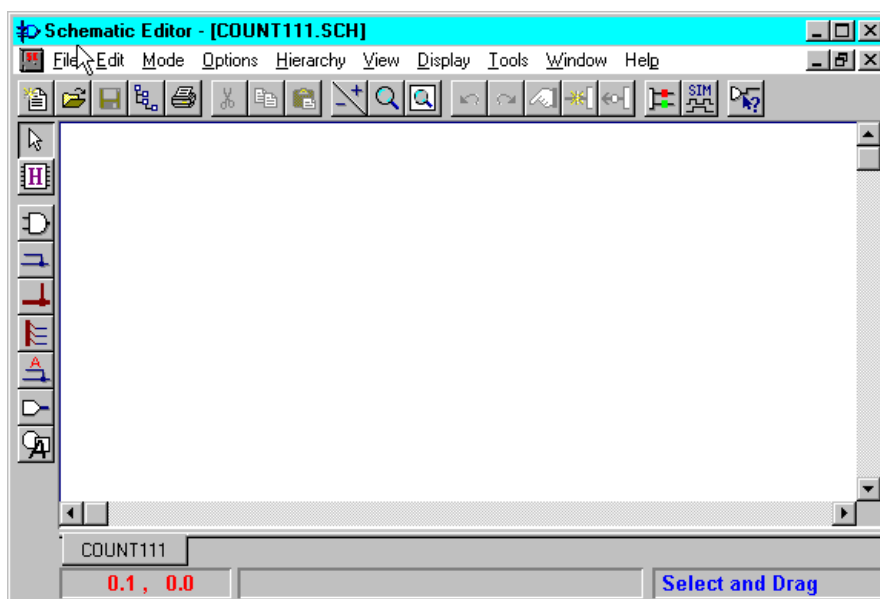 Schematic Editor - [COUNT111.SCH]
File Edit Mode Options Hierarchy View Display Tools Window Help
SIM
H
A
A
COUNT111
0.1 , 0.0
Select and Drag